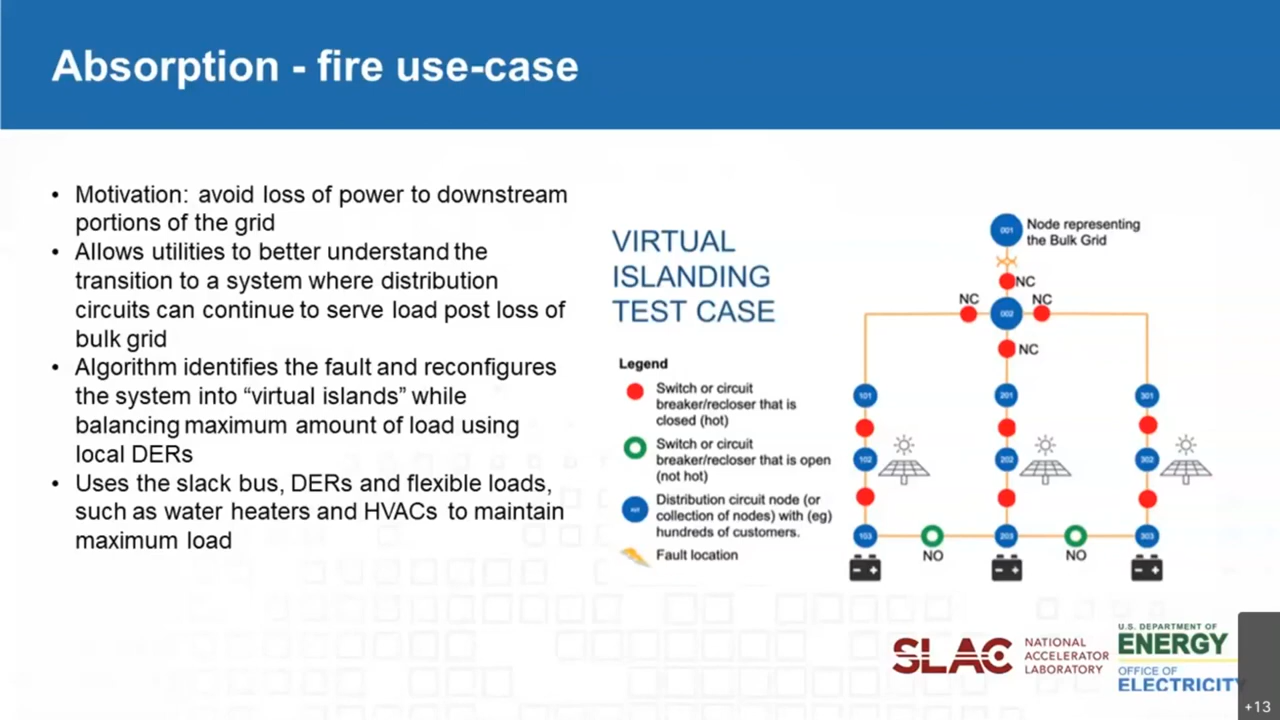 Absorption - fire use-case
• Motivation: avoid loss of power to downstream
portions of the grid
• Allows utilities to better understand the
transition to a system where distribution
circuits can continue to serve load post loss of
bulk grid
• Algorithm identifies the fault and reconfigures
the system into “virtual islands” while
balancing maximum amount of load using
local DERs
• Uses the slack bus, DERs and flexible loads,
such as water heaters and HVACs to maintain
maximum load
VIRTUAL
ISLANDING
TEST CASE
Legend
Switch or circuit
breaker/recloser that is
closed (hot)
Switch or circuit
breaker/recloser that is open
(not hot)
Distribution circuit node (or
collection of nodes) with (eg)
hundreds of customers.
Fault location
001
Node representing
the Bulk Grid
NC
NC
NC
002
NC
101
201
301
102
202
302
103
203
303
NO
NO
SLAC
NATIONAL
ACCELERATOR
LABORATORY
U.S. DEPARTMENT OF
ENERGY
OFFICE OF
ELECTRICITY
+13